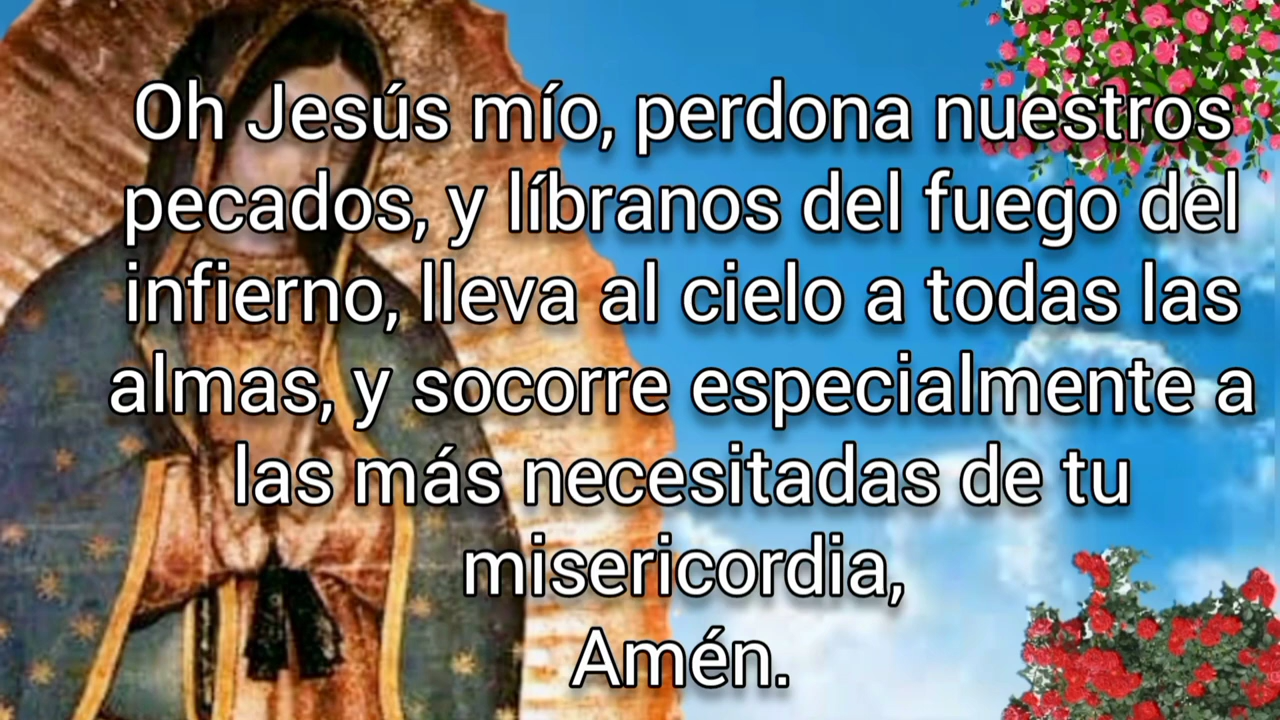 Oh Jesús mío, perdona nuestros
pecados, y líbranos del fuego del
infierno, lleva al cielo a todas las
almas, y socorre especialmente a
las más necesitadas de tu
misericordia,
Amén.